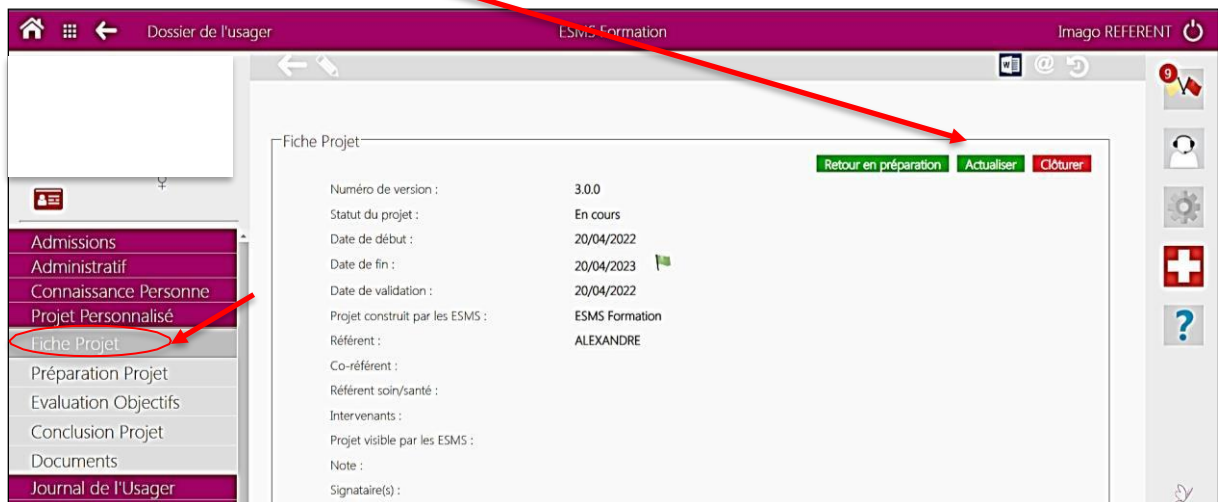 Dossier de l'usager ESMS Formation Imago REFERENT
9
Fiche Projet
Retour en préparation Actualiser Clôturer
Numéro de version : 3.0.0
Statut du projet : En cours
Date de début : 20/04/2022
Date de fin : 20/04/2023
Date de validation : 20/04/2022
Projet construit par les ESMS : ESMS Formation
Référent : ALEXANDRE
Co-référent :
Référent soin/santé :
Intervenants :
Projet visible par les ESMS :
Note :
Signataire(s) :
Admissions
Administratif
Connaissance Personne
Projet Personnalisé
Fiche Projet
Préparation Projet
Evaluation Objectifs
Conclusion Projet
Documents
Journal de l'Usager